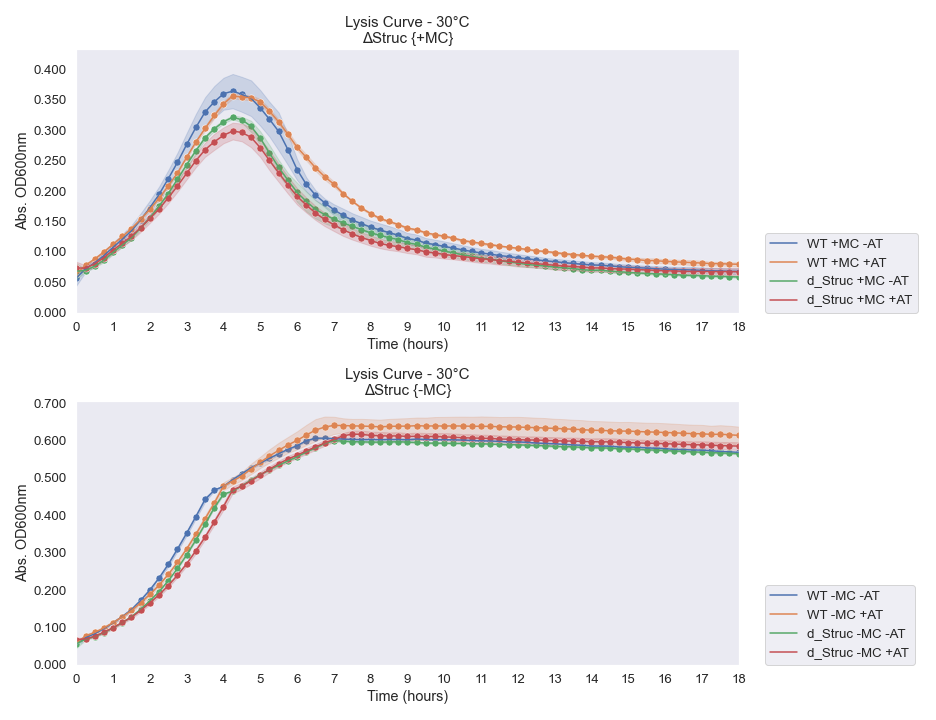 Lysis Curve - 30°C
ΔStruc {+MC}
Abs. OD600nm
0.400
0.350
0.300
0.250
0.200
0.150
0.100
0.050
0.000
0 1 2 3 4 5 6 7 8 9 10 11 12 13 14 15 16 17 18
Time (hours)
WT +MC -AT
WT +MC +AT
d_Struc +MC -AT
d_Struc +MC +AT
Lysis Curve - 30°C
ΔStruc {-MC}
Abs. OD600nm
0.700
0.600
0.500
0.400
0.300
0.200
0.100
0.000
0 1 2 3 4 5 6 7 8 9 10 11 12 13 14 15 16 17 18
Time (hours)
WT -MC -AT
WT -MC +AT
d_Struc -MC -AT
d_Struc -MC +AT